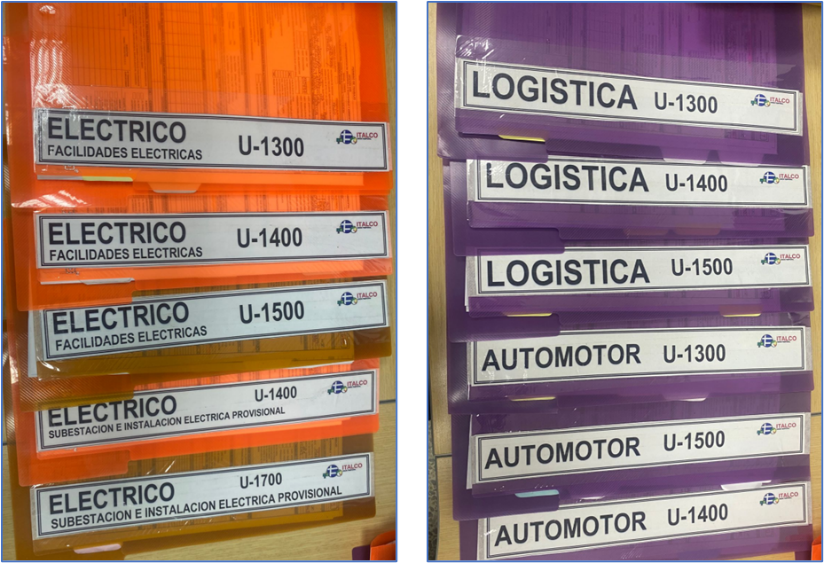 ELECTRICO
FACILIDADES ELECTRICAS
U-1300
ITALCO
ELECTRICO
FACILIDADES ELECTRICAS
U-1400
ITALCO
ELECTRICO
FACILIDADES ELECTRICAS
U-1500
ITALCO
ELECTRICO
SUBESTACION E INSTALACION ELECTRICA PROVISIONAL
U-1400
ITALCO
ELECTRICO
SUBESTACION E INSTALACION ELECTRICA PROVISIONAL
U-1700
ITALCO
LOGISTICA U-1300
ITALCO
LOGISTICA U-1400
ITALCO
LOGISTICA U-1500
ITALCO
AUTOMOTOR U-1300
ITALCO
AUTOMOTOR U-1500
ITALCO
AUTOMOTOR U-1400
ITALCO